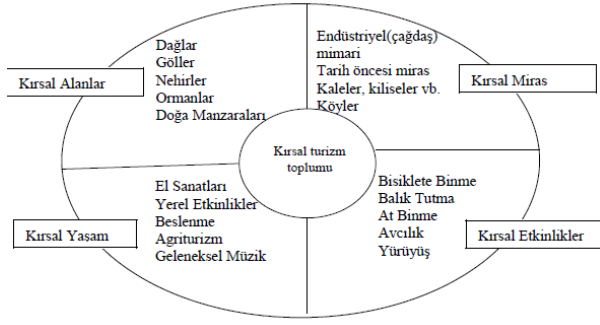 Kırsal Alanlar
Dağlar
Göller
Nehirler
Ormanlar
Doğa Manzaraları
Endüstriyel(çağdaş)
mimari
Tarih öncesi miras
Kaleler, kiliseler vb.
Köyler
Kırsal Miras
Kırsal turizm
toplumu
Kırsal Yaşam
El Sanatları
Yerel Etkinlikler
Beslenme
Agriturizm
Geleneksel Müzik
Bisiklete Binme
Balık Tutma
At Binme
Avcılık
Yürüyüş
Kırsal Etkinlikler